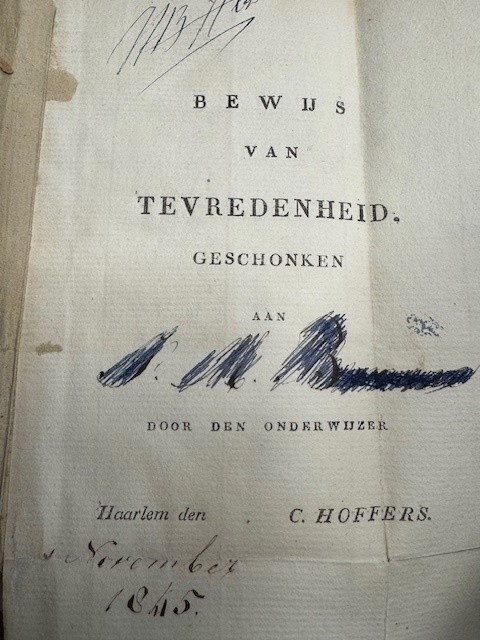 BEWIJS
VAN
TEVREDENHEID,
GESCHONKEN
AAN
M.
DOOR DEN ONDERWIJZER
Haarlem den C. HOFFERS.
November
1845.